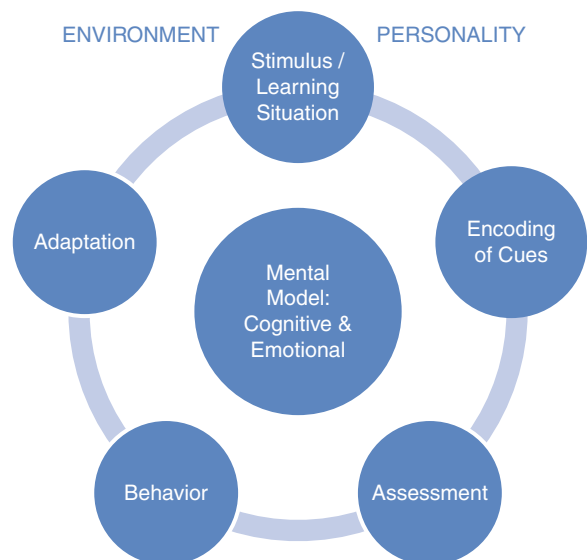 ENVIRONMENT
PERSONALITY
Stimulus /
Learning
Situation
Encoding
of Cues
Assessment
Behavior
Adaptation
Mental
Model:
Cognitive &
Emotional